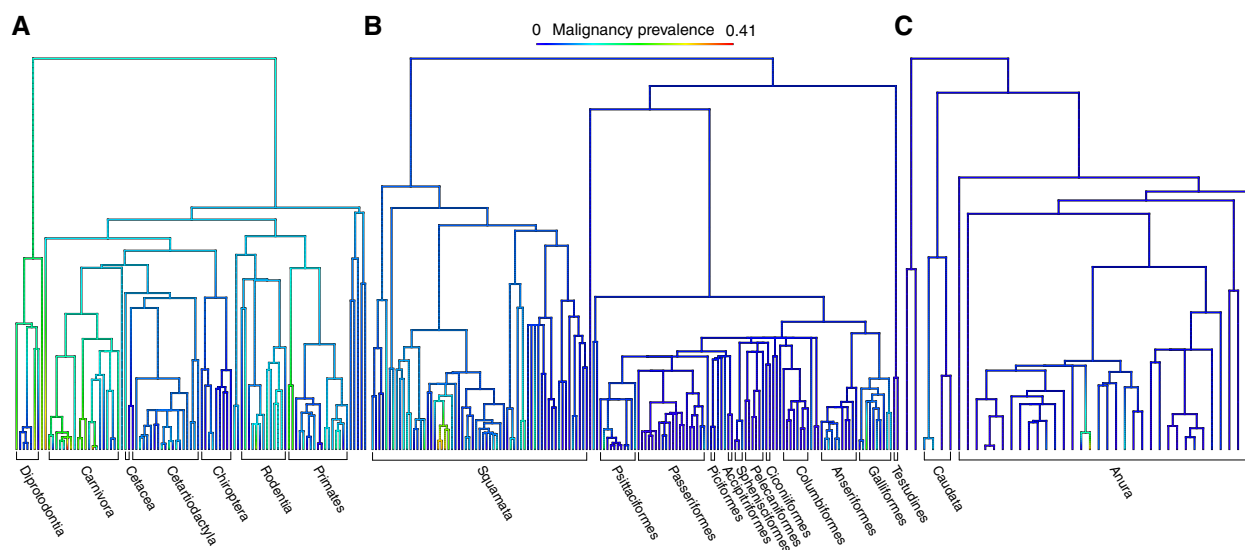 A
B
C
0 Malignancy prevalence 0.41
Diprotodontia
Carnivora
Cetacea
Cetartiodactyla
Chiroptera
Rodentia
Primates
Squamata
Psittaciformes
Passeriformes
Piciformes
Accipitriformes
Sphenisciformes
Pelecaniformes
Ciconiiformes
Columbiformes
Anseriformes
Galliformes
Testudines
Caudata
Anura